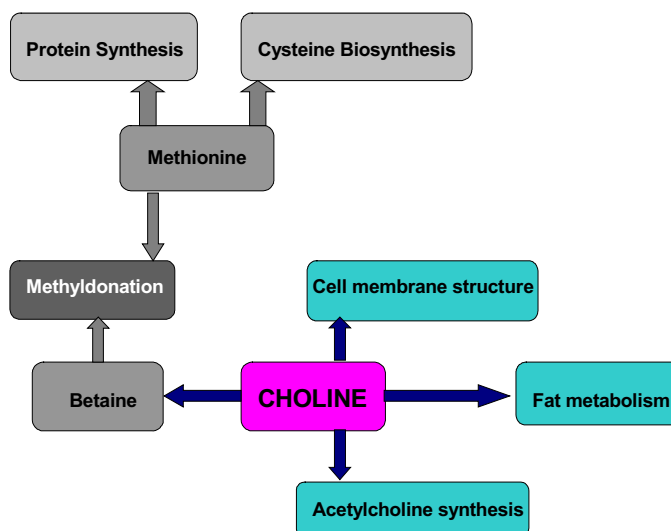 Protein Synthesis
Cysteine Biosynthesis
Methionine
Methyldonation
Cell membrane structure
Betaine
CHOLINE
Fat metabolism
Acetylcholine synthesis